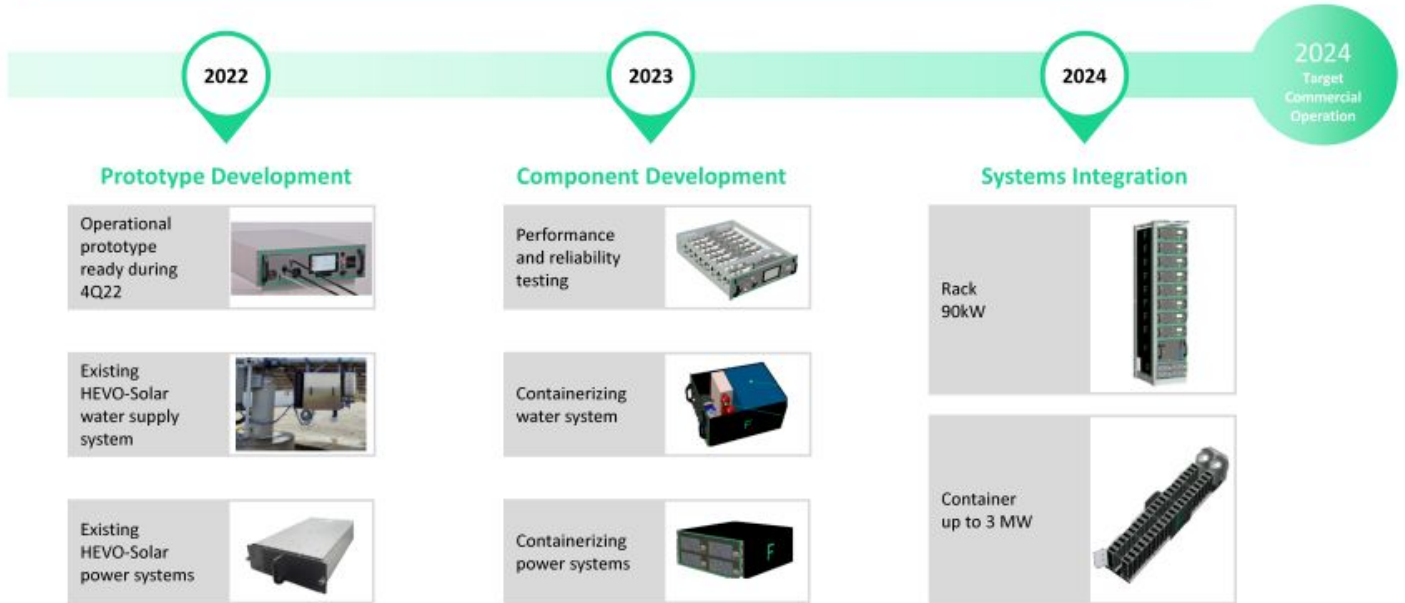 2022
2023
2024
2024
Target
Commercial
Operation
Prototype Development
Operational
prototype
ready during
4Q22
Existing
HEVO-Solar
water supply
system
Existing
HEVO-Solar
power systems
Component Development
Performance
and reliability
testing
Containerizing
water system
F
Containerizing
power systems
F
Systems Integration
Rack
90kW
Container
up to 3 MW